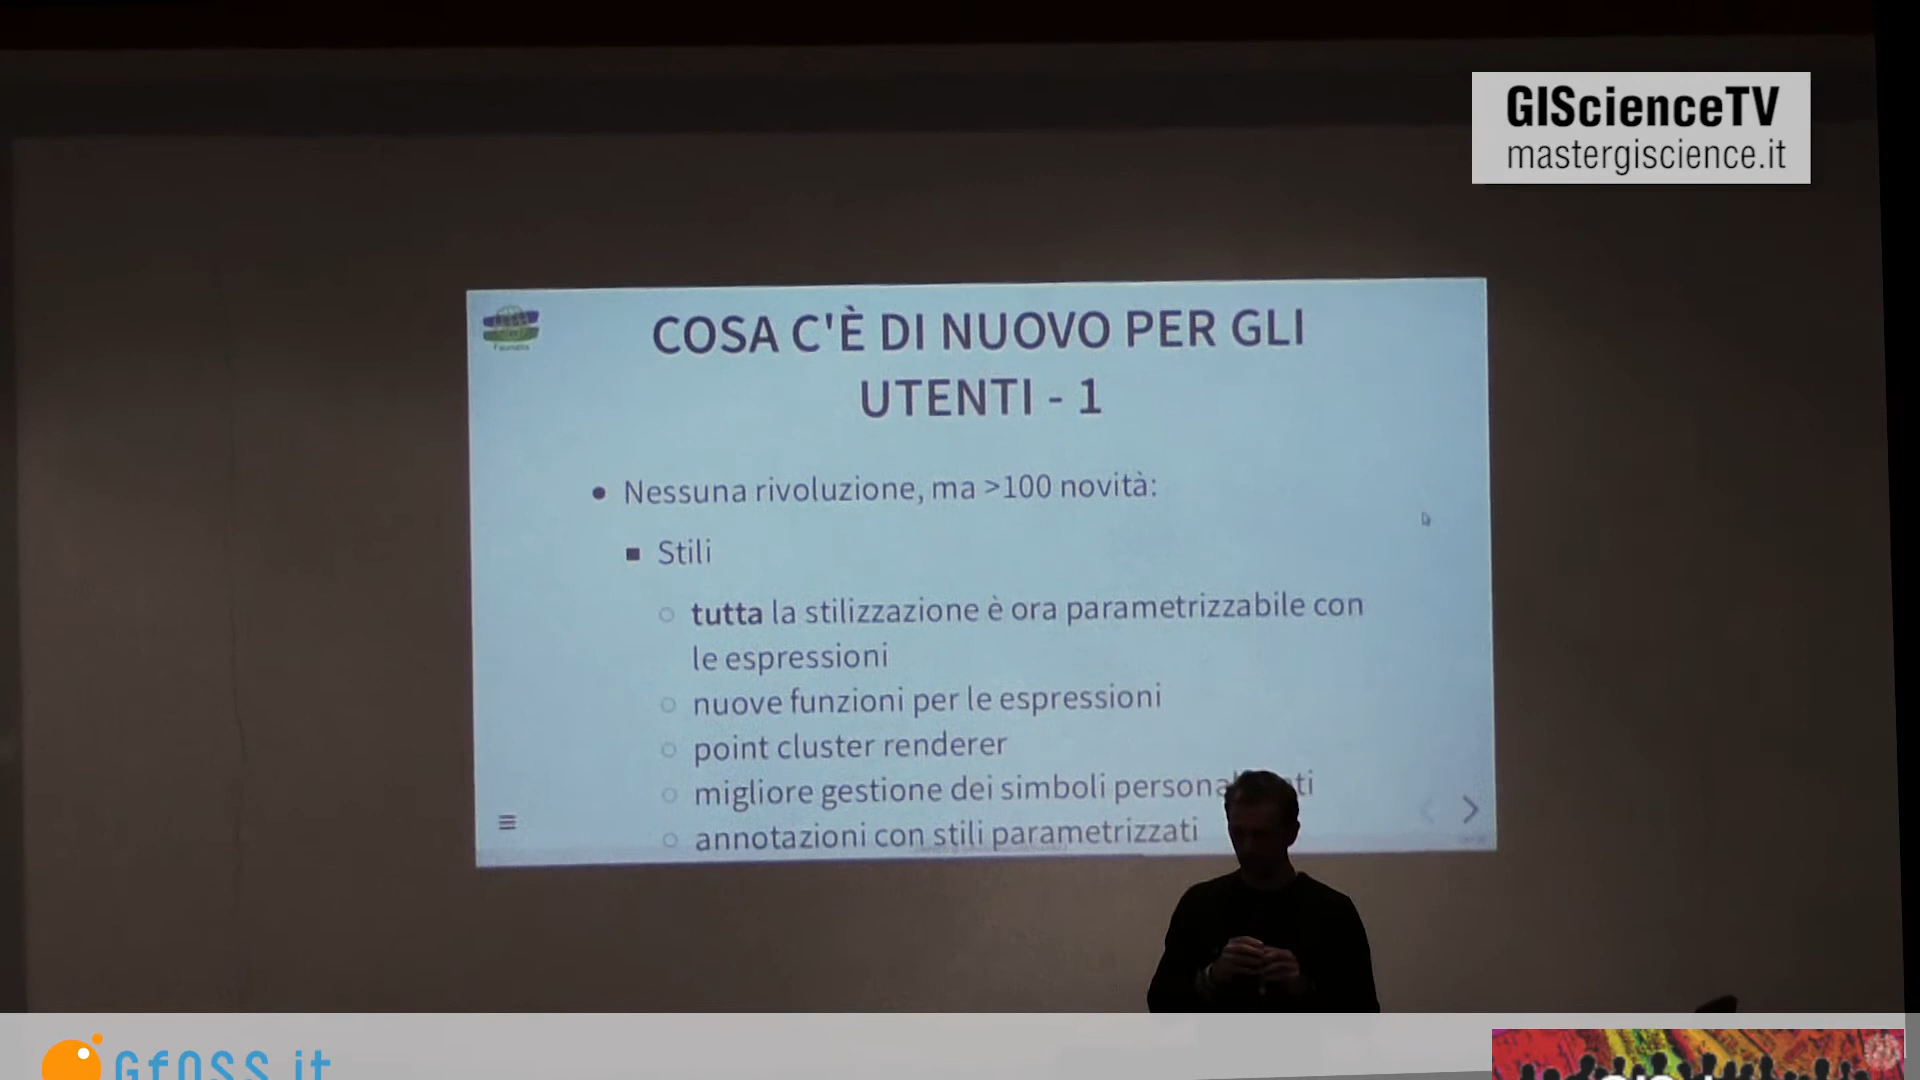 GIScienceTV
mastergiscience.it
COSA C'È DI NUOVO PER GLI
UTENTI - 1
Nessuna rivoluzione, ma >100 novità:
Stili
tutta la stilizzazione è ora parametrizzabile con
le espressioni
nuove funzioni per le espressioni
point cluster renderer
migliore gestione dei simboli
annotazioni con stili parametrizzati
GfOSS.it